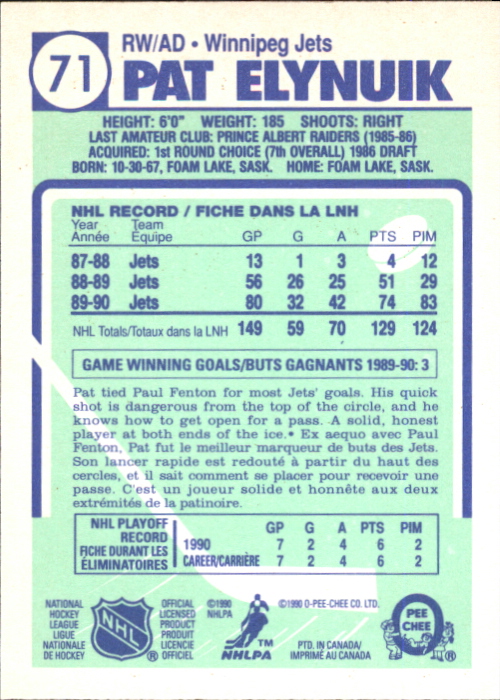 71
RW/AD • Winnipeg Jets
PAT ELYNUIK
HEIGHT: 6'0" WEIGHT: 185 SHOOTS: RIGHT
LAST AMATEUR CLUB: PRINCE ALBERT RAIDERS (1985-86)
ACQUIRED: 1st ROUND CHOICE (7th OVERALL) 1986 DRAFT
BORN: 10-30-67, FOAM LAKE, SASK. HOME: FOAM LAKE, SASK.
NHL RECORD / FICHE DANS LA LNH
Year Team
Année Équipe GP G A PTS PIM
87-88 Jets 13 1 3 4 12
88-89 Jets 56 26 25 51 29
89-90 Jets 80 32 42 74 83
NHL Totals/Totaux dans la LNH 149 59 70 129 124
GAME WINNING GOALS/BUTS GAGNANTS 1989-90: 3
Pat tied Paul Fenton for most Jets' goals. His quick
shot is dangerous from the top of the circle, and he
knows how to get open for a pass. A solid, honest
player at both ends of the ice.• Ex aequo avec Paul
Fenton, Pat fut le meilleur marqueur de buts des Jets.
Son lancer rapide est redouté à partir du haut des
cercles, et il sait comment se placer pour recevoir une
passe. C'est un joueur solide et honnête aux deux
extrémités de la patinoire.
NHL PLAYOFF
RECORD
FICHE DURANT LES
ÉLIMINATOIRES
GP G A PTS PIM
1990 7 2 4 6 2
CAREER/CARRIÈRE 7 2 4 6 2
NATIONAL
HOCKEY
LEAGUE
LIGUE
NATIONALE
DE HOCKEY
NHL
®
OFFICIAL
LICENSED
PRODUCT
PRODUIT
LICENCIE
OFFICIEL
©1990
NHLPA
TM
NHLPA
©1990 O-PEE-CHEE CO. LTD.
PTD. IN CANADA/
IMPRIMÉ AU CANADA
O PEE
CHEE
®